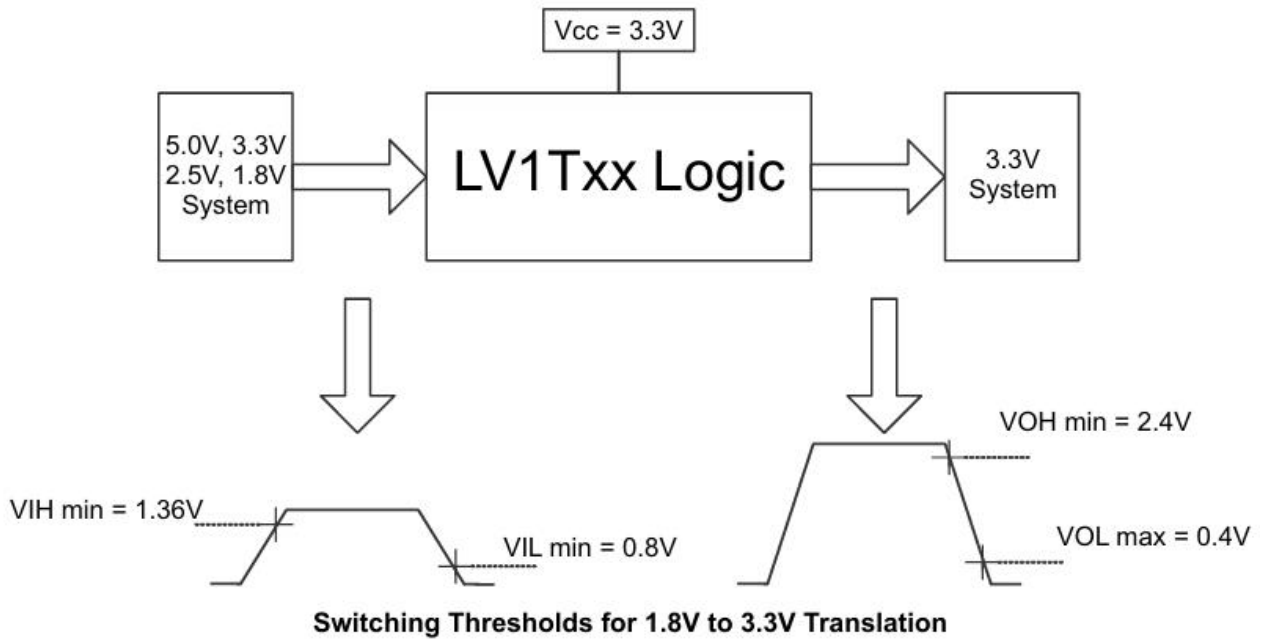 Vcc = 3.3V
5.0V, 3.3V
2.5V, 1.8V
System
LV1Txx Logic
3.3V
System
VOH min = 2.4V
VIH min = 1.36V
VIL min = 0.8V
VOL max = 0.4V
Switching Thresholds for 1.8V to 3.3V Translation